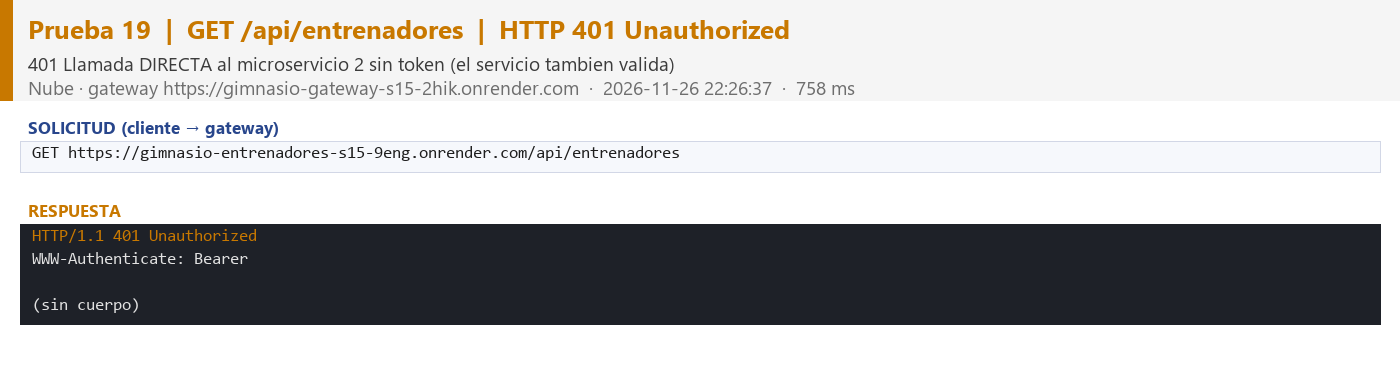 Prueba 19 | GET /api/entrenadores | HTTP 401 Unauthorized
401 Llamada DIRECTA al microservicio 2 sin token (el servicio tambien valida)
Nube · gateway https://gimnasio-gateway-s15-2hik.onrender.com · 2026-11-26 22:26:37 · 758 ms
SOLICITUD (cliente → gateway)
GET https://gimnasio-entrenadores-s15-9eng.onrender.com/api/entrenadores
RESPUESTA
HTTP/1.1 401 Unauthorized
WWW-Authenticate: Bearer
(sin cuerpo)